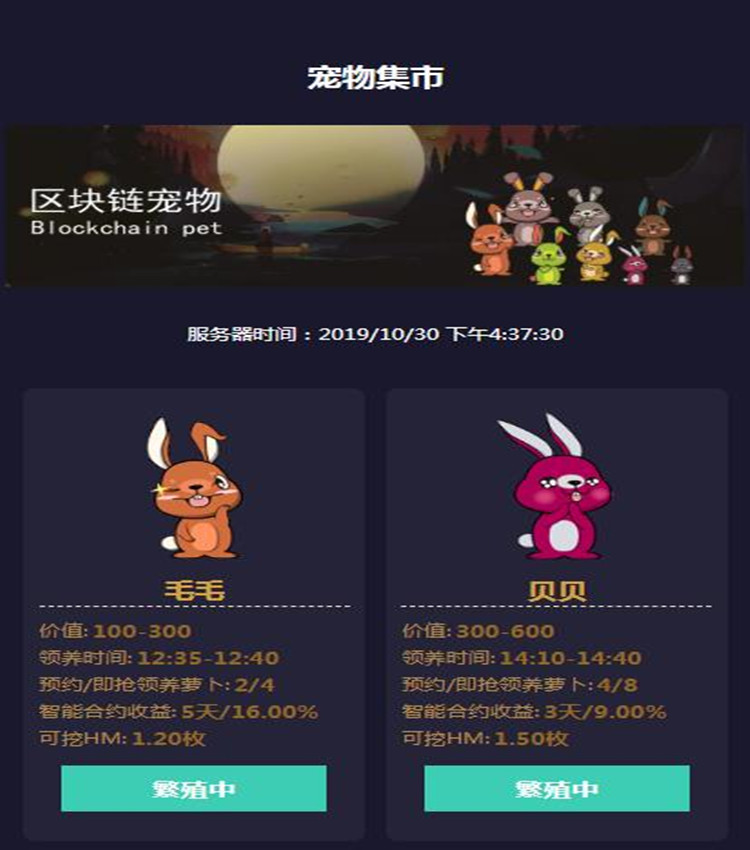 宠物集市
区块链宠物
Blockchain pet
服务器时间：2019/10/30 下午4:37:30
毛毛
价值: 100-300
领养时间: 12:35-12:40
预约/即抢领养萝卜: 2/4
智能合约收益: 5天/16.00%
可挖HM: 1.20枚
繁殖中
贝贝
价值: 300-600
领养时间: 14:10-14:40
预约/即抢领养萝卜: 4/8
智能合约收益: 3天/9.00%
可挖HM: 1.50枚
繁殖中